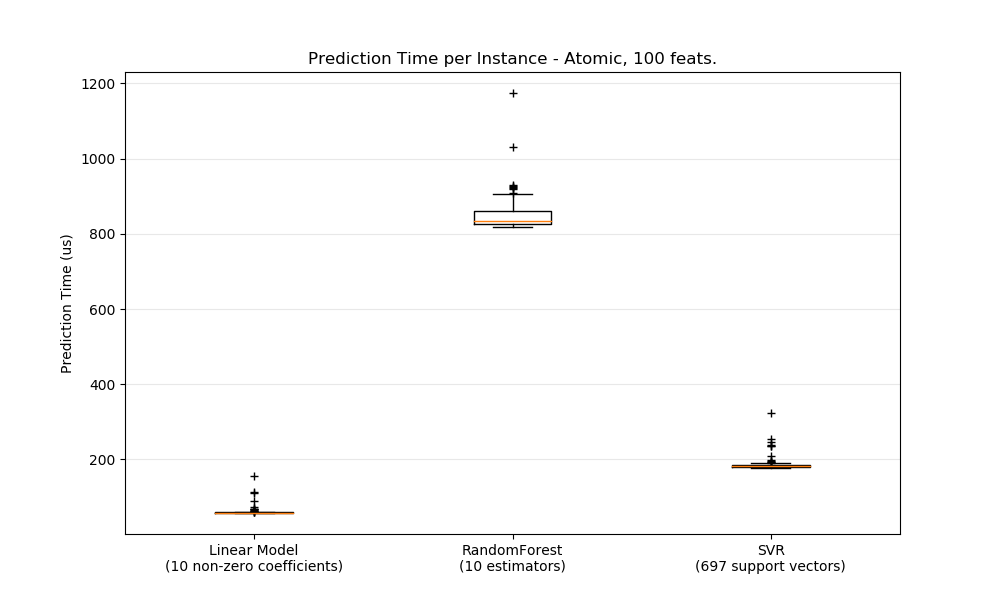 Prediction Time per Instance - Atomic, 100 feats.
Prediction Time (us)
1200
1000
800
600
400
200
Linear Model
(10 non-zero coefficients)
RandomForest
(10 estimators)
SVR
(697 support vectors)